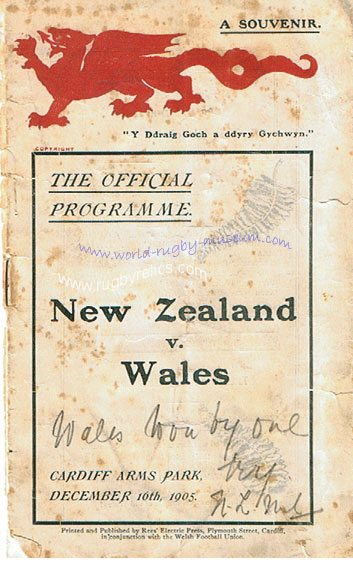 A SOUVENIR.
"Y Ddraig Goch a ddyry Gychwyn."
COPYRIGHT
THE OFFICIAL
PROGRAMME.
www.world-rugby-museum.com
www.rugbyrelics.com
New Zealand
v.
Wales
Wales won by one
try
CARDIFF ARMS PARK,
DECEMBER 16th, 1905.
Printed and Published by Rees' Electric Press, Plymouth Street, Cardiff,
in conjunction with the Welsh Football Union.